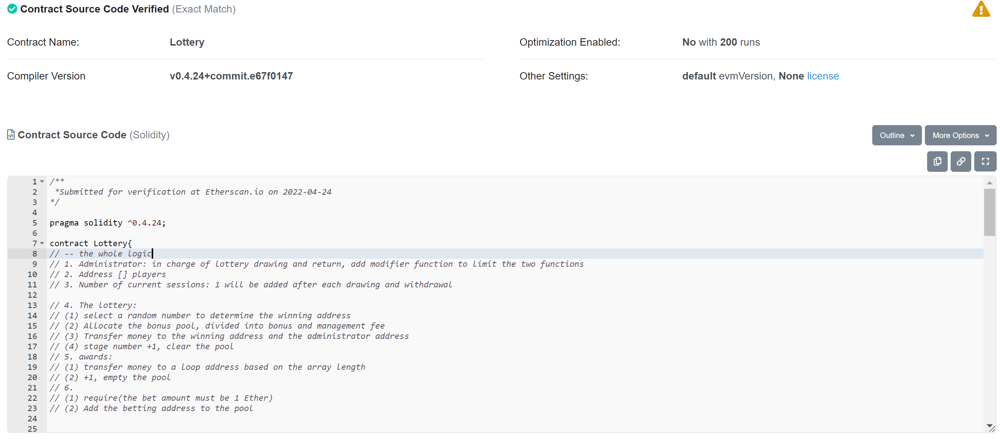 Contract Source Code Verified (Exact Match)
Contract Name: Lottery
Optimization Enabled: No with 200 runs
Compiler Version v0.4.24+commit.e67f0147
Other Settings: default evmVersion, None license
Contract Source Code (Solidity)
Outline More Options
1 /**
2 *Submitted for verification at Etherscan.io on 2022-04-24
3 */
4
5 pragma solidity ^0.4.24;
6
7 contract Lottery{
8 // -- the whole logic
9 // 1. Administrator: in charge of lottery drawing and return, add modifier function to limit the two functions
10 // 2. Address [] players
11 // 3. Number of current sessions: 1 will be added after each drawing and withdrawal
12
13 // 4. The lottery:
14 // (1) select a random number to determine the winning address
15 // (2) Allocate the bonus pool, divided into bonus and management fee
16 // (3) Transfer money to the winning address and the administrator address
17 // (4) stage number +1, clear the pool
18 // 5. awards:
19 // (1) transfer money to a loop address based on the array length
20 // (2) +1, empty the pool
21 // 6.
22 // (1) require(the bet amount must be 1 Ether)
23 // (2) Add the betting address to the pool
24
25